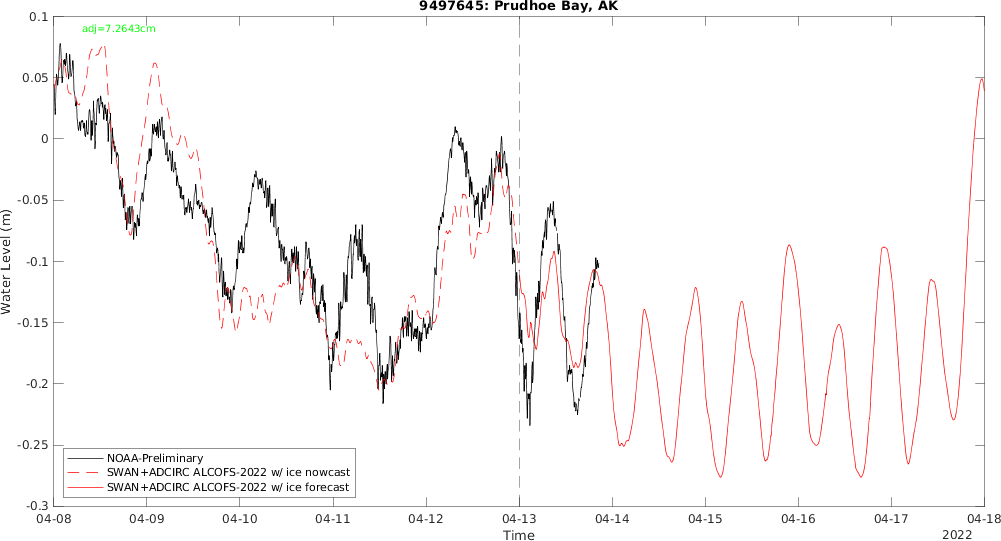 9497645: Prudhoe Bay, AK
adj=7.2643cm
0.1
0.05
0
-0.05
-0.1
-0.15
-0.2
-0.25
-0.3
Water Level (m)
NOAA-Preliminary
SWAN+ADCIRC ALCOFS-2022 w/ ice nowcast
SWAN+ADCIRC ALCOFS-2022 w/ ice forecast
04-08 04-09 04-10 04-11 04-12 04-13 04-14 04-15 04-16 04-17 04-18
Time
2022